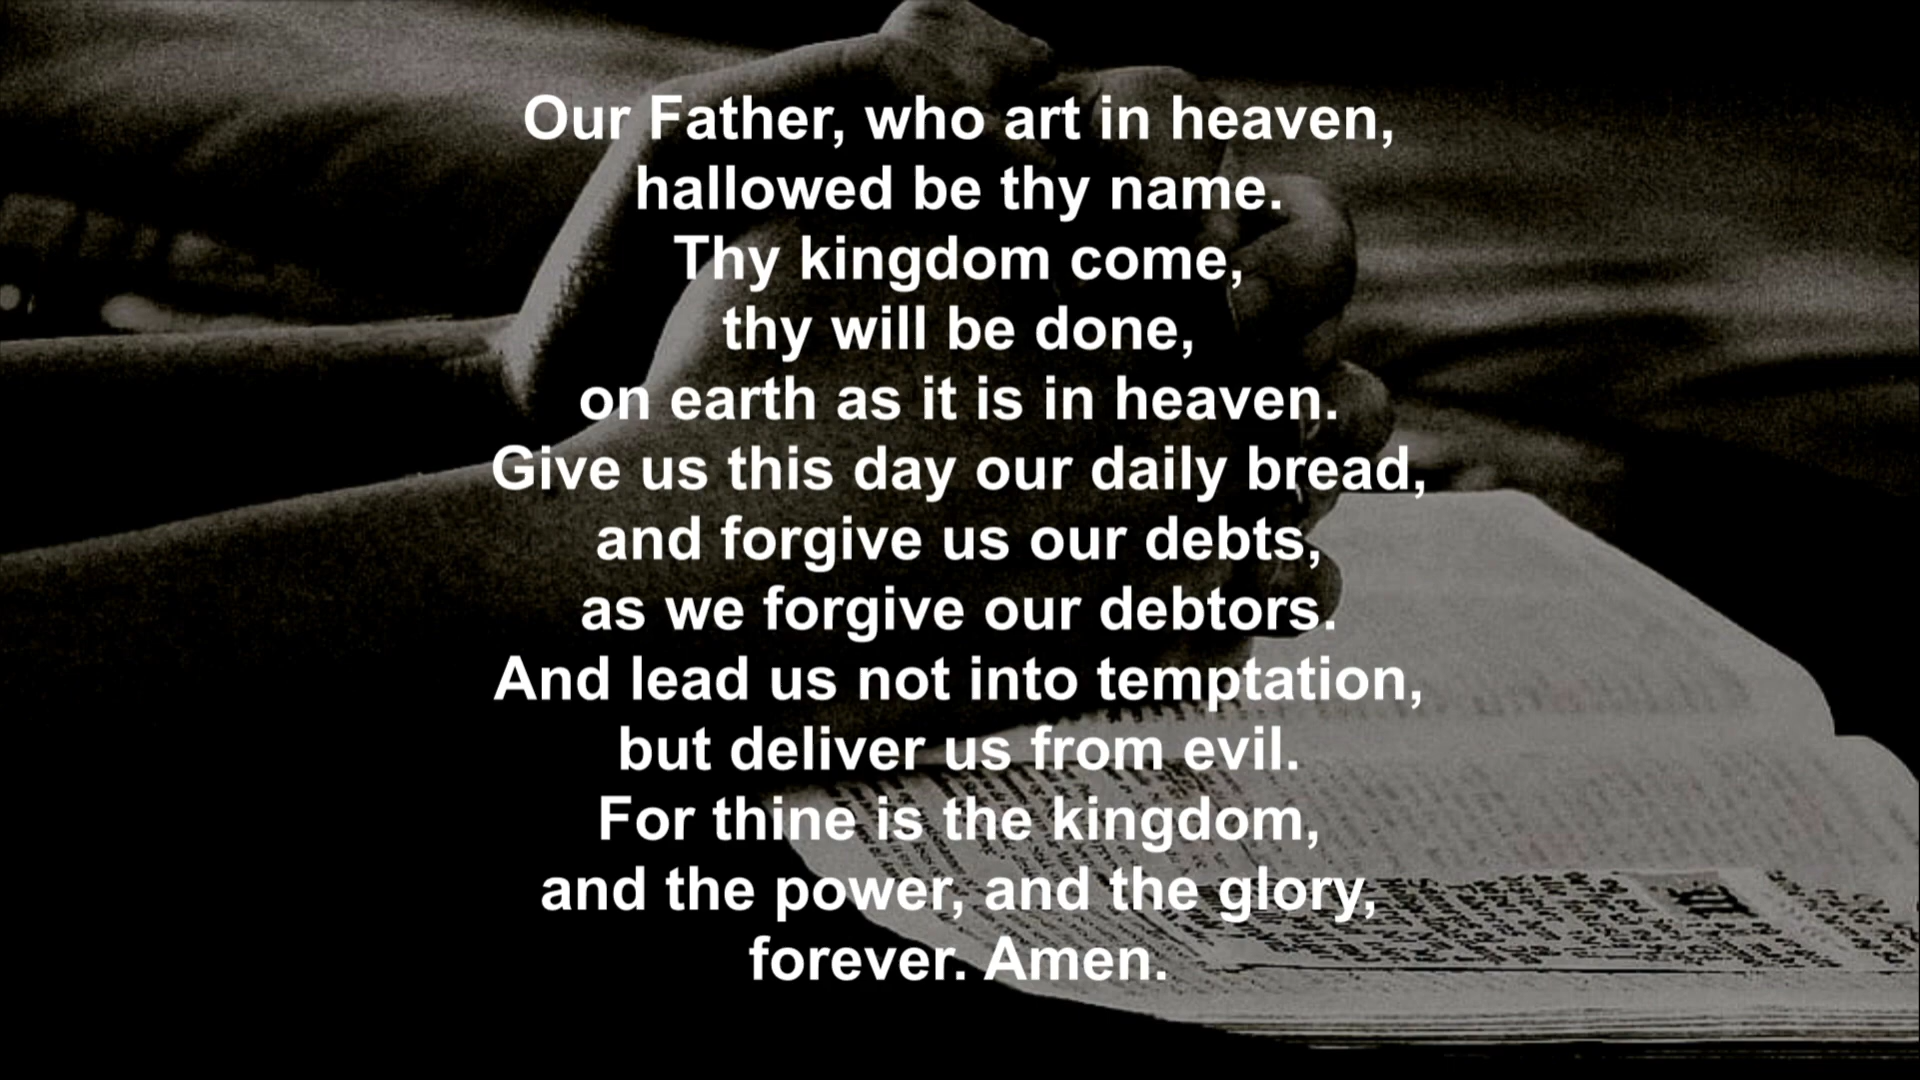 Our Father, who art in heaven,
hallowed be thy name.
Thy kingdom come,
thy will be done,
on earth as it is in heaven.
Give us this day our daily bread,
and forgive us our debts,
as we forgive our debtors.
And lead us not into temptation,
but deliver us from evil.
For thine is the kingdom,
and the power, and the glory,
forever. Amen.